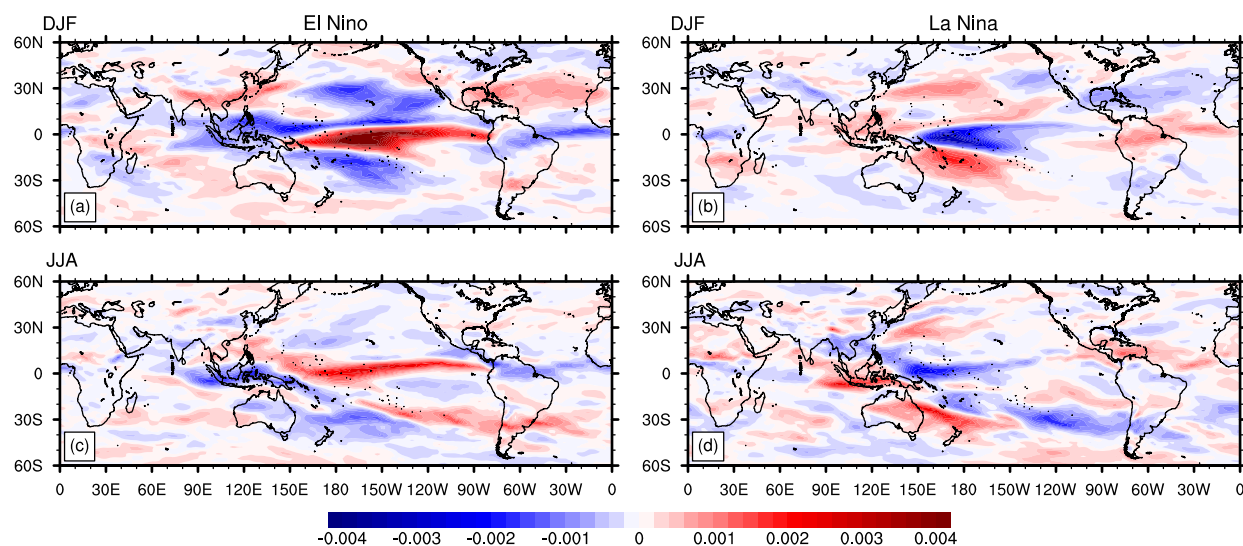 DJF El Nino DJF La Nina
60N 60N
30N 30N
0 0
30S 30S
60S 60S
(a) (b)
JJA JJA
60N 60N
30N 30N
0 0
30S 30S
60S 60S
(c) (d)
0 30E 60E 90E 120E 150E 180 150W 120W 90W 60W 30W 0 0 30E 60E 90E 120E 150E 180 150W 120W 90W 60W 30W 0
-0.004 -0.003 -0.002 -0.001 0 0.001 0.002 0.003 0.004